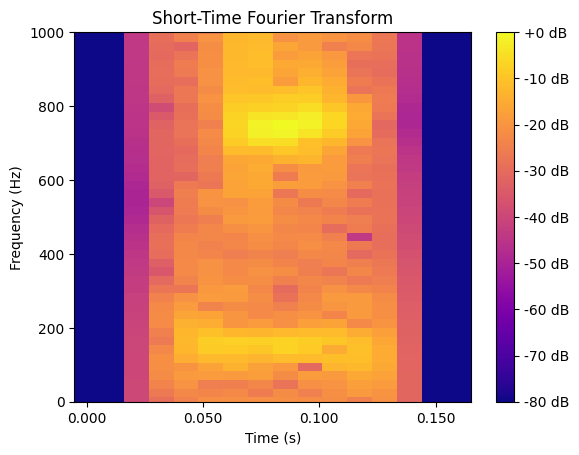 Short-Time Fourier Transform
1000
800
600
400
200
0
Frequency (Hz)
0.000
0.050
0.100
0.150
Time (s)
+0 dB
-10 dB
-20 dB
-30 dB
-40 dB
-50 dB
-60 dB
-70 dB
-80 dB